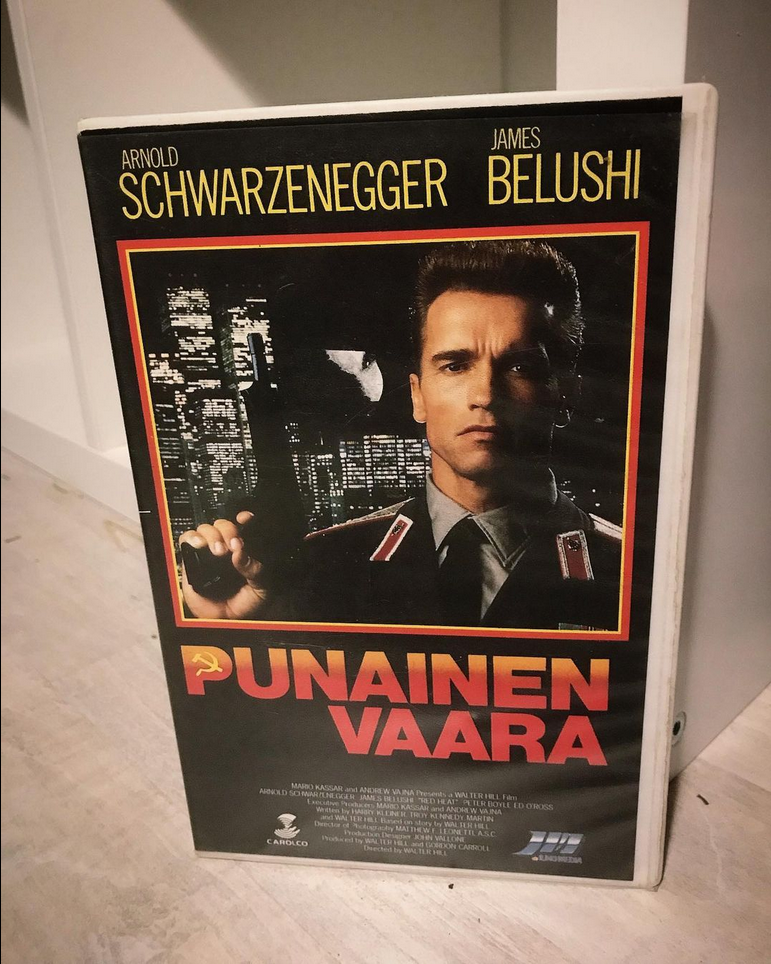 ARNOLD
SCHWARZENEGGER
JAMES
BELUSHI
PUNAINEN
VAARA
MARIO KASSAR and ANDREW VAJNA Presents a WALTER HILL Film
ARNOLD SCHWARZENEGGER JAMES BELUSHI "RED HEAT" PETER BOYLE ED O'ROSS
Executive Producers MARIO KASSAR and ANDREW VAJNA
Written by HARRY KLEINER, TROY KENNEDY MARTIN
and WALTER HILL Based on story by WALTER HILL
Director of Photography MATTHEW F. LEONETTI, A.S.C.
Production Designer JOHN VALLONE
Produced by WALTER HILL and GORDON CARROLL
Directed by WALTER HILL
CAROLCO